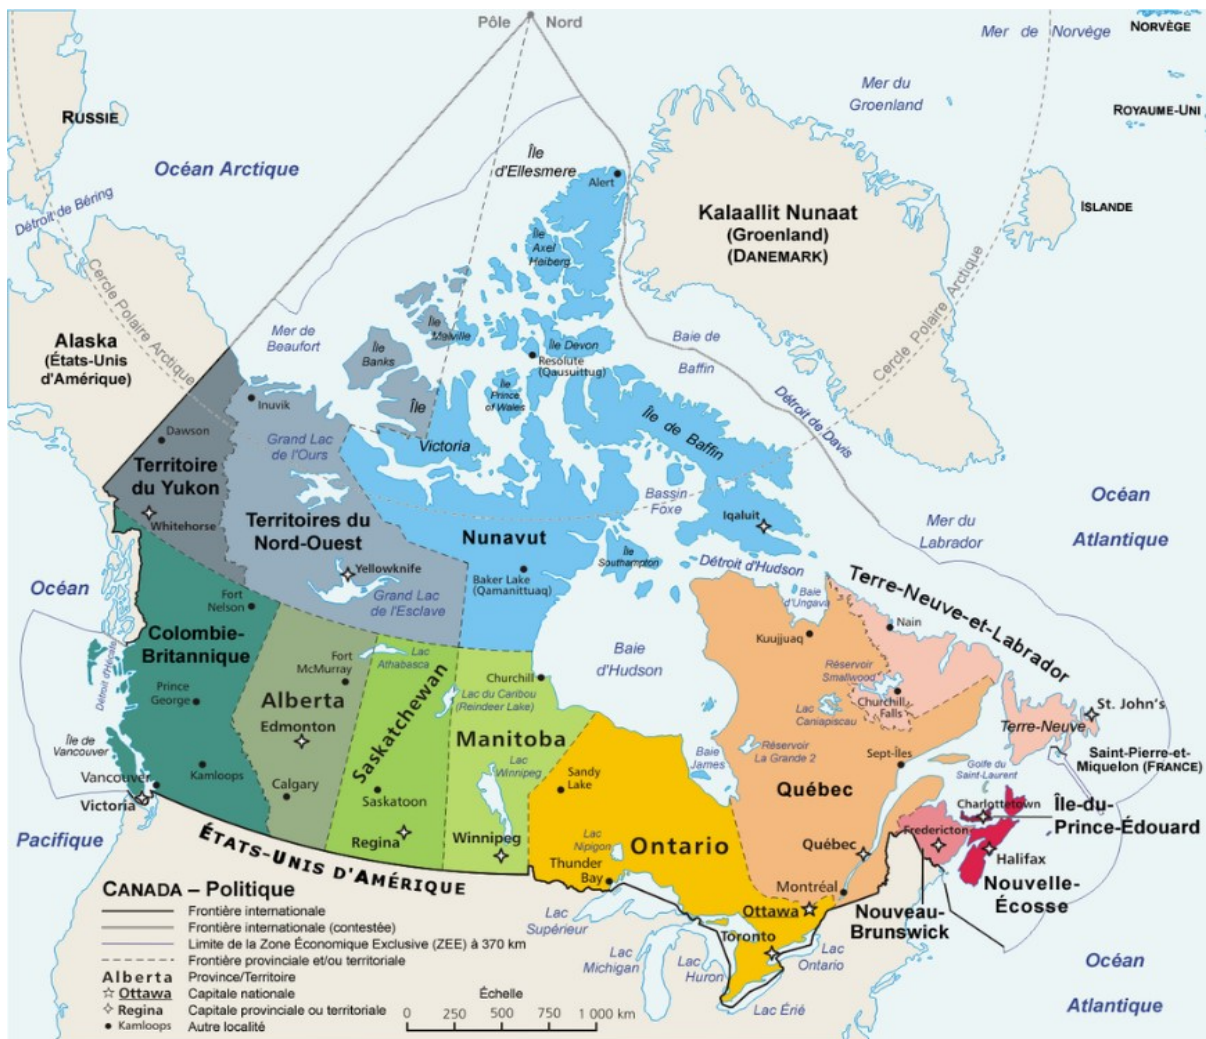 Pôle Nord
Mer de Norvège
NORVÈGE
Mer du
Groenland
ROYAUME-UNI
RUSSIE
Océan Arctique
Île
d'Ellesmere
Alert
Détroit de Béring
Kalaallit Nunaat
(Groenland)
(DANEMARK)
ISLANDE
Île
Axel
Heiberg
Cercle Polaire Arctique
Cercle Polaire Arctique
Mer de
Beaufort
Île
Melville
Île Devon
Baie de
Baffin
Alaska
(États-Unis
d'Amérique)
Île
Banks
Resolute
(Qausuittug)
Île
Prince
of Wales
Inuvik
Île
Victoria
Île de Baffin
Détroit de Davis
Dawson
Grand Lac
de l'Ours
Territoire
du Yukon
Whitehorse
Territoires du
Nord-Ouest
Bassin
Foxe
Iqaluit
Océan
Atlantique
Mer du
Labrador
Nunavut
Île
Southampton
Détroit d'Hudson
Yellowknife
Baker Lake
(Qamanittuaq)
Grand Lac
de l'Esclave
Baie
d'Ungava
Terre-Neuve-et-Labrador
Océan
Pacifique
Fort
Nelson
Colombie-
Britannique
Kuujjuaq
Nain
Baie
d'Hudson
Détroit d'Hécate
Fort
McMurray
Lac
Athabasca
Prince
George
Alberta
Edmonton
Saskatchewan
Churchill
Lac du Caribou
(Reindeer Lake)
Réservoir
Smallwood
Churchill
Falls
Lac
Caniapiscau
St. John's
Terre-Neuve
Île de
Vancouver
Manitoba
Baie
James
Réservoir
La Grande 2
Sept-Îles
Saint-Pierre-et-
Miquelon (FRANCE)
Golfe du
Saint-Laurent
Vancouver
Victoria
Kamloops
Calgary
Saskatoon
Lac
Winnipeg
Sandy
Lake
Québec
Charlottetown
Île-du-
Prince-Édouard
Regina
Winnipeg
Lac
Nipigon
Ontario
Québec
Fredericton
Halifax
ÉTATS-UNIS D'AMÉRIQUE
Thunder
Bay
Montréal
Nouvelle-
Écosse
Ottawa
Nouveau-
Brunswick
Lac
Supérieur
Toronto
Lac
Michigan
Lac
Huron
Lac
Ontario
Lac Érié
Océan
Atlantique
CANADA – Politique
Frontière internationale
Frontière internationale (contestée)
Limite de la Zone Économique Exclusive (ZEE) à 370 km
Frontière provinciale et/ou territoriale
Alberta Province/Territoire
Ottawa Capitale nationale
Regina Capitale provinciale ou territoriale
Kamloops Autre localité
Échelle
0 250 500 750 1 000 km